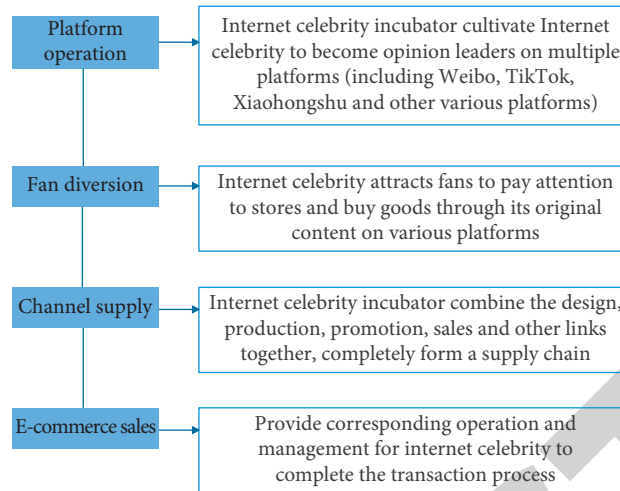 Platform
operation
Internet celebrity incubator cultivate Internet
celebrity to become opinion leaders on multiple
platforms (including Weibo, TikTok,
Xiaohongshu and other various platforms)
Fan diversion
Internet celebrity attracts fans to pay attention
to stores and buy goods through its original
content on various platforms
Channel supply
Internet celebrity incubator combine the design,
production, promotion, sales and other links
together, completely form a supply chain
E-commerce sales
Provide corresponding operation and
management for internet celebrity to
complete the transaction process